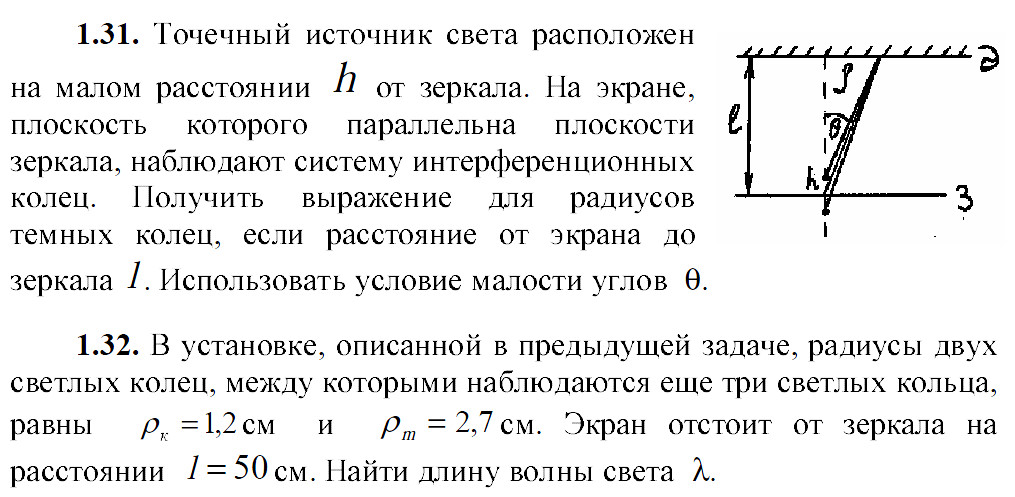 1.31. Точечный источник света расположен
на малом расстоянии h от зеркала. На экране,
плоскость которого параллельна плоскости
зеркала, наблюдают систему интерференционных
колец. Получить выражение для радиусов
темных колец, если расстояние от экрана до
зеркала l. Использовать условие малости углов θ.
Э
ρ
l
θ
h
З
1.32. В установке, описанной в предыдущей задаче, радиусы двух
светлых колец, между которыми наблюдаются еще три светлых кольца,
равны ρк = 1,2 см и ρm = 2,7 см. Экран отстоит от зеркала на
расстоянии l = 50 см. Найти длину волны света λ.